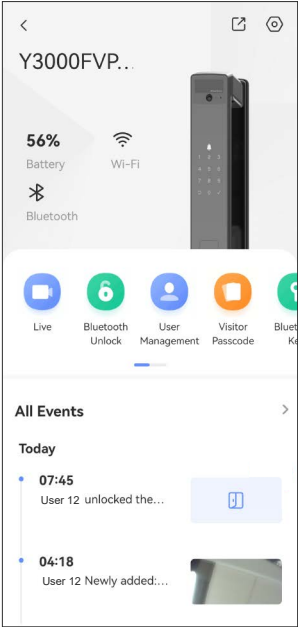 Y3000FVP...
56%
Battery
Wi-Fi
Bluetooth
Live
Bluetooth
Unlock
User
Management
Visitor
Passcode
Bluet
Ke
All Events
Today
07:45
User 12 unlocked the...
04:18
User 12 Newly added:...